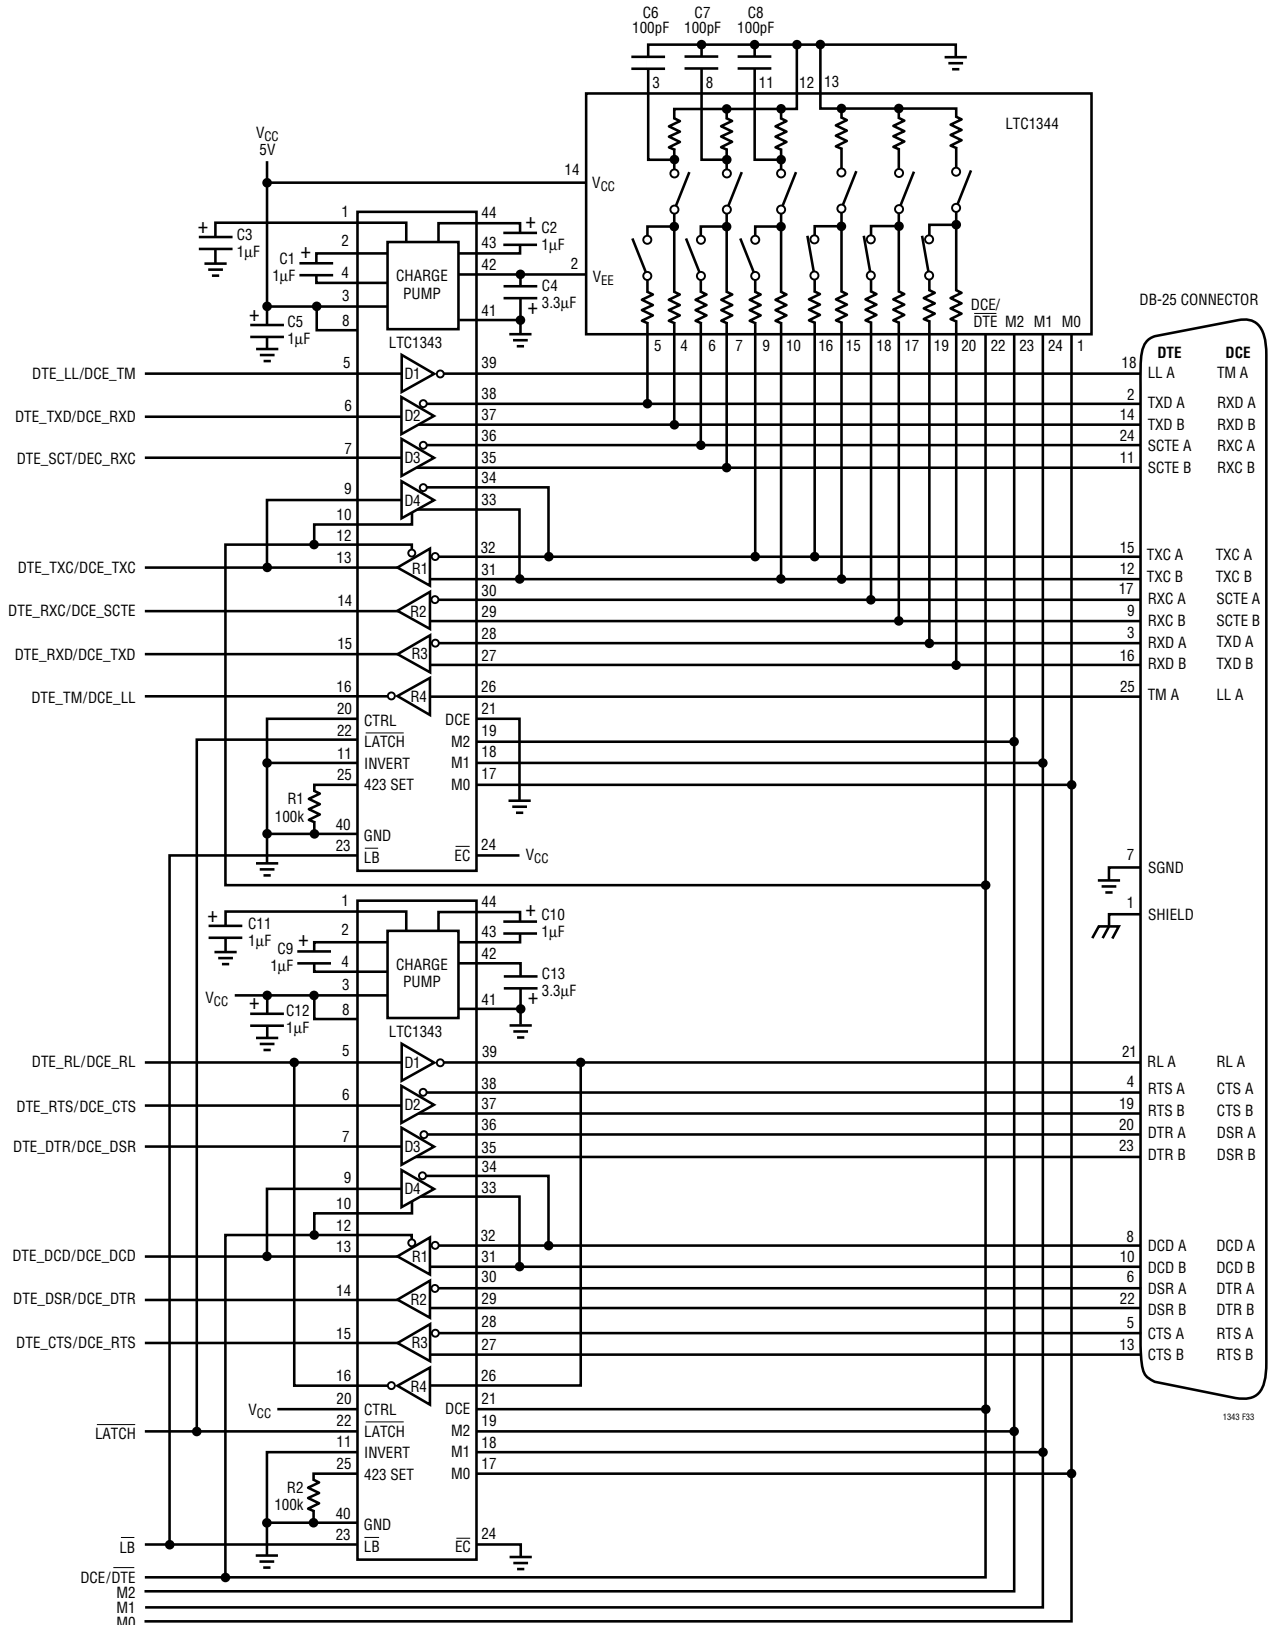 C6
100pF
C7
100pF
C8
100pF
3
8
11
12
13
LTC1344
VCC
5V
14
VCC
2
VEE
1
44
C3
1µF
2
43
C2
1µF
C1
1µF
4
42
CHARGE
PUMP
C4
3.3µF
3
41
8
C5
1µF
LTC1343
DCE/
DTE M2 M1 M0
5 4 6 7 9 10 16 15 18 17 19 20 22 23 24 1
DB-25 CONNECTOR
DTE DCE
DTE_LL/DCE_TM
5
D1
39
18
LL A TM A
DTE_TXD/DCE_RXD
6
D2
38
37
2
TXD A RXD A
14
TXD B RXD B
DTE_SCT/DEC_RXC
7
D3
36
35
24
SCTE A RXC A
11
SCTE B RXC B
9
D4
34
33
10
12
DTE_TXC/DCE_TXC
13
R1
32
31
15
TXC A TXC A
12
TXC B TXC B
DTE_RXC/DCE_SCTE
14
R2
30
29
17
RXC A SCTE A
9
RXC B SCTE B
DTE_RXD/DCE_TXD
15
R3
28
27
3
RXD A TXD A
16
RXD B TXD B
DTE_TM/DCE_LL
16
R4
26
25
TM A LL A
20
CTRL
DCE
21
22
LATCH
M2
19
11
INVERT
M1
18
25
423 SET
M0
17
R1
100k
40
GND
23
LB
EC
24
VCC
7
SGND
1
SHIELD
1
44
C11
1µF
2
43
C10
1µF
C9
1µF
4
42
CHARGE
PUMP
C13
3.3µF
VCC
3
41
8
C12
1µF
LTC1343
DTE_RL/DCE_RL
5
D1
39
21
RL A RL A
DTE_RTS/DCE_CTS
6
D2
38
37
4
RTS A CTS A
19
RTS B CTS B
DTE_DTR/DCE_DSR
7
D3
36
35
20
DTR A DSR A
23
DTR B DSR B
9
D4
34
33
10
12
DTE_DCD/DCE_DCD
13
R1
32
31
8
DCD A DCD A
10
DCD B DCD B
DTE_DSR/DCE_DTR
14
R2
30
29
6
DSR A DTR A
22
DSR B DTR B
DTE_CTS/DCE_RTS
15
R3
28
27
5
CTS A RTS A
13
CTS B RTS B
16
R4
26
VCC
20
CTRL
DCE
21
LATCH
22
LATCH
M2
19
11
INVERT
M1
18
25
423 SET
M0
17
R2
100k
40
GND
LB
23
LB
EC
24
1343 F33
DCE/DTE
M2
M1
M0